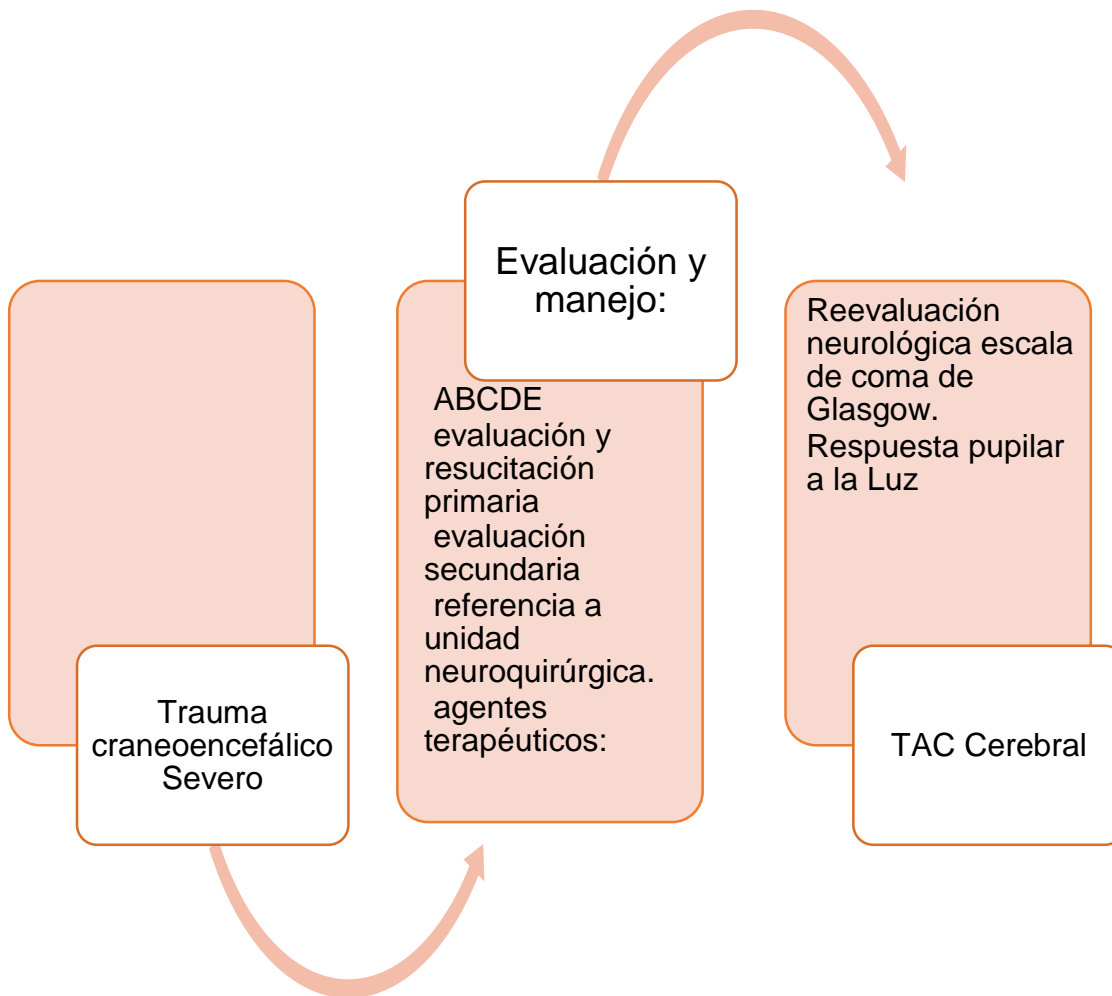 Trauma
craneoencefálico
Severo
Evaluación y
manejo:
ABCDE
evaluación y
resucitación
primaria
evaluación
secundaria
referencia a
unidad
neuroquirúrgica.
agentes
terapéuticos:
Reevaluación
neurológica escala
de coma de
Glasgow.
Respuesta pupilar
a la Luz
TAC Cerebral